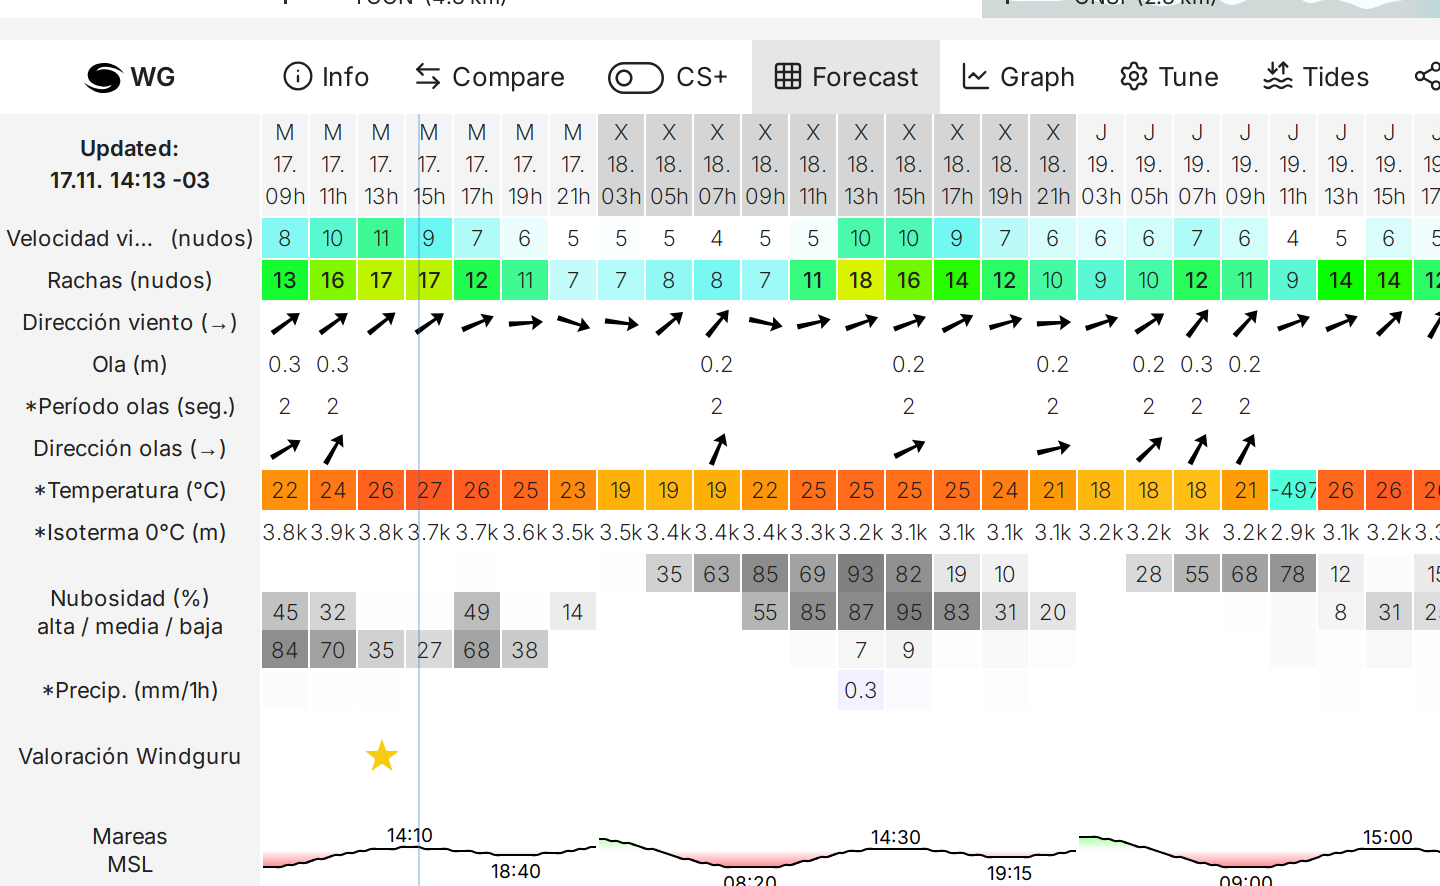 WG Info Compare CS+ Forecast Graph Tune Tides
M M M M M M M X X X X X X X X X X J J J J J J J
Updated: 17. 17. 17. 17. 17. 17. 17. 18. 18. 18. 18. 18. 18. 18. 18. 18. 18. 19. 19. 19. 19. 19. 19. 19.
17.11. 14:13 -03 09h 11h 13h 15h 17h 19h 21h 03h 05h 07h 09h 11h 13h 15h 17h 19h 21h 03h 05h 07h 09h 11h 13h 15h
Velocidad vi... (nudos) 8 10 11 9 7 6 5 5 5 4 5 5 10 10 9 7 6 6 6 7 6 4 5 6
Rachas (nudos) 13 16 17 17 12 11 7 7 8 8 7 11 18 16 14 12 10 9 10 12 11 9 14 14
Dirección viento (→)
Ola (m) 0.3 0.3 0.2 0.2 0.2 0.2 0.3 0.2
*Período olas (seg.) 2 2 2 2 2 2 2 2
Dirección olas (→)
*Temperatura (°C) 22 24 26 27 26 25 23 19 19 19 22 25 25 25 25 24 21 18 18 18 21 -497 26 26
*Isoterma 0°C (m) 3.8k 3.9k 3.8k 3.7k 3.7k 3.6k 3.5k 3.5k 3.4k 3.4k 3.4k 3.3k 3.2k 3.1k 3.1k 3.1k 3.1k 3.2k 3.2k 3k 3.2k 2.9k 3.1k 3.2k
35 63 85 69 93 82 19 10 28 55 68 78 12 15
Nubosidad (%) 45 32 49 14 55 85 87 95 83 31 20 8 31
alta / media / baja
84 70 35 27 68 38 7 9
*Precip. (mm/1h) 0.3
Valoración Windguru
Mareas 14:10 14:30 15:00
MSL 18:40 08:20 19:15 09:00